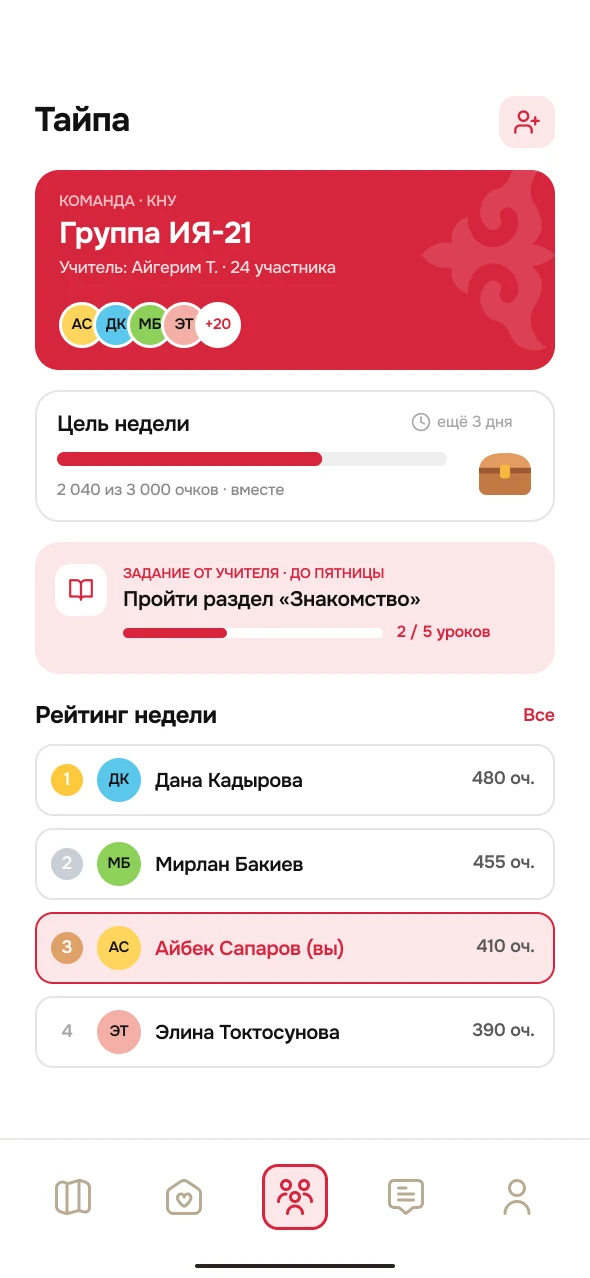 Тайпа
КОМАНДА · КНУ
Группа ИЯ-21
Учитель: Айгерим Т. · 24 участника
АС ДК МБ ЭТ +20
Цель недели
ещё 3 дня
2 040 из 3 000 очков · вместе
ЗАДАНИЕ ОТ УЧИТЕЛЯ · ДО ПЯТНИЦЫ
Пройти раздел «Знакомство»
2 / 5 уроков
Рейтинг недели
Все
1 ДК Дана Кадырова 480 оч.
2 МБ Мирлан Бакиев 455 оч.
3 АС Айбек Сапаров (вы) 410 оч.
4 ЭТ Элина Токтосунова 390 оч.